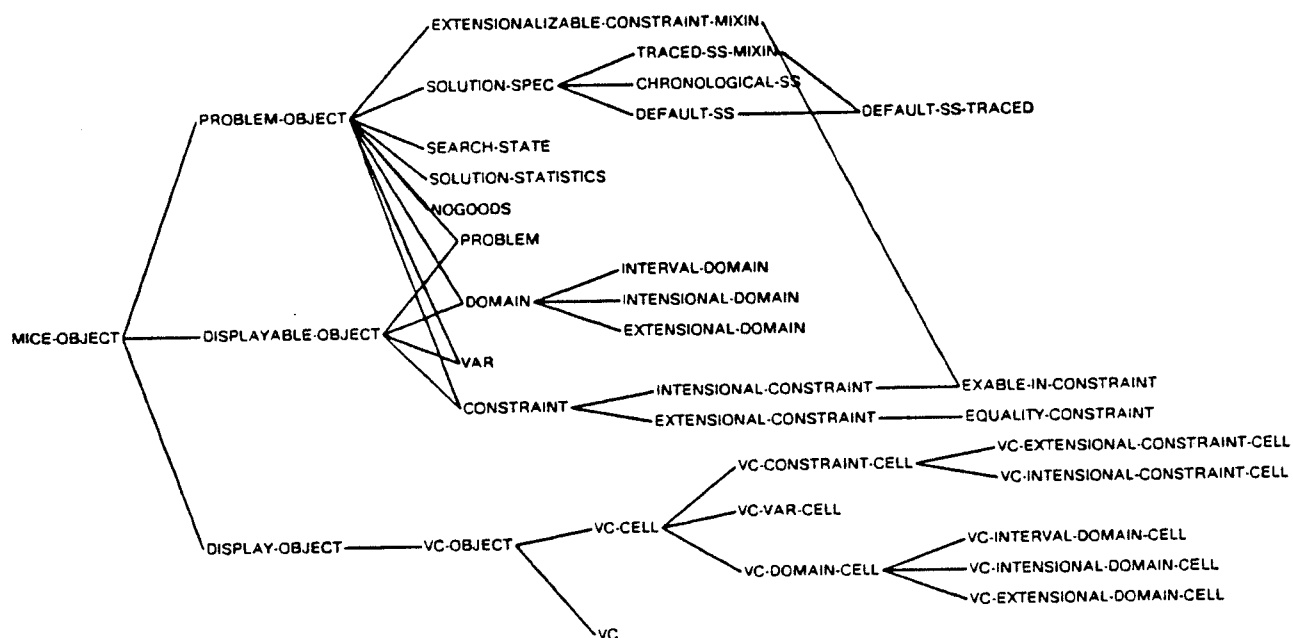 EXTENSIONALIZABLE-CONSTRAINT-MIXIN
TRACED-SS-MIXIN
SOLUTION-SPEC
CHRONOLOGICAL-SS
DEFAULT-SS
DEFAULT-SS-TRACED
PROBLEM-OBJECT
SEARCH-STATE
SOLUTION-STATISTICS
NOGOODS
PROBLEM
INTERVAL-DOMAIN
DOMAIN
INTENSIONAL-DOMAIN
EXTENSIONAL-DOMAIN
MICE-OBJECT
DISPLAYABLE-OBJECT
VAR
INTENSIONAL-CONSTRAINT
EXABLE-IN-CONSTRAINT
CONSTRAINT
EXTENSIONAL-CONSTRAINT
EQUALITY-CONSTRAINT
VC-EXTENSIONAL-CONSTRAINT-CELL
VC-CONSTRAINT-CELL
VC-INTENSIONAL-CONSTRAINT-CELL
VC-VAR-CELL
VC-CELL
DISPLAY-OBJECT
VC-OBJECT
VC-INTERVAL-DOMAIN-CELL
VC-DOMAIN-CELL
VC-INTENSIONAL-DOMAIN-CELL
VC-EXTENSIONAL-DOMAIN-CELL
VC